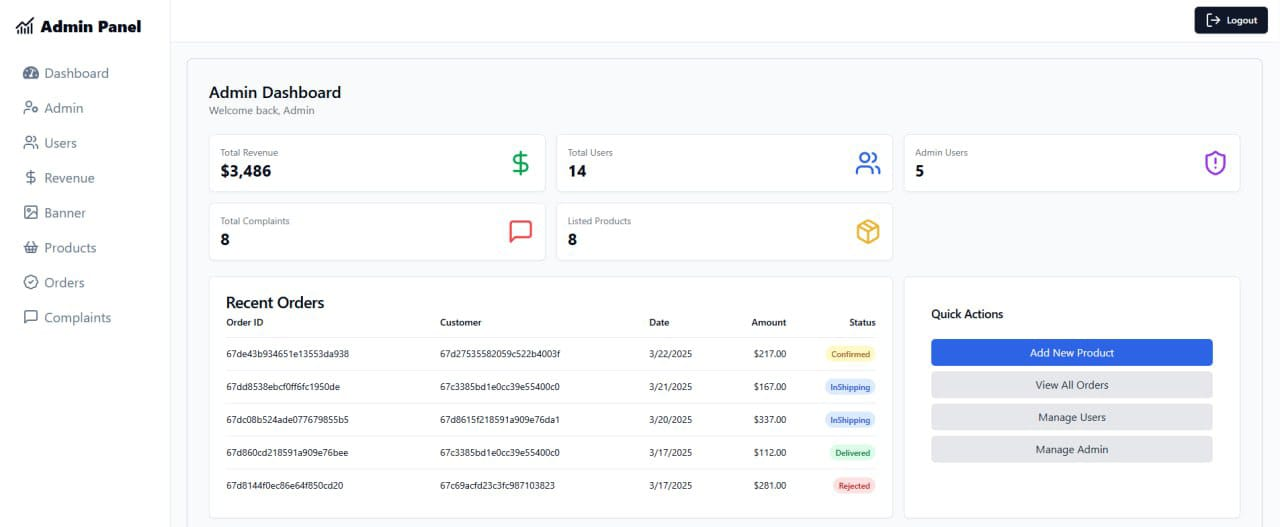 Admin Panel
Logout
Dashboard
Admin
Users
Revenue
Banner
Products
Orders
Complaints
Admin Dashboard
Welcome back, Admin
Total Revenue
$3,486
Total Users
14
Admin Users
5
Total Complaints
8
Listed Products
8
Recent Orders
Order ID Customer Date Amount Status
67de43b934651e13553da938 67d27535582059c522b4003f 3/22/2025 $217.00 Confirmed
67dd8538ebcf0ff6fc1950de 67c3385bd1e0cc39e55400c0 3/21/2025 $167.00 InShipping
67dc08b524ade077679855b5 67d8615f218591a909e76da1 3/20/2025 $337.00 InShipping
67d860cd218591a909e76bee 67c3385bd1e0cc39e55400c0 3/17/2025 $112.00 Delivered
67d8144f0ec86e64f850cd20 67c69acfd23c3fc987103823 3/17/2025 $281.00 Rejected
Quick Actions
Add New Product
View All Orders
Manage Users
Manage Admin